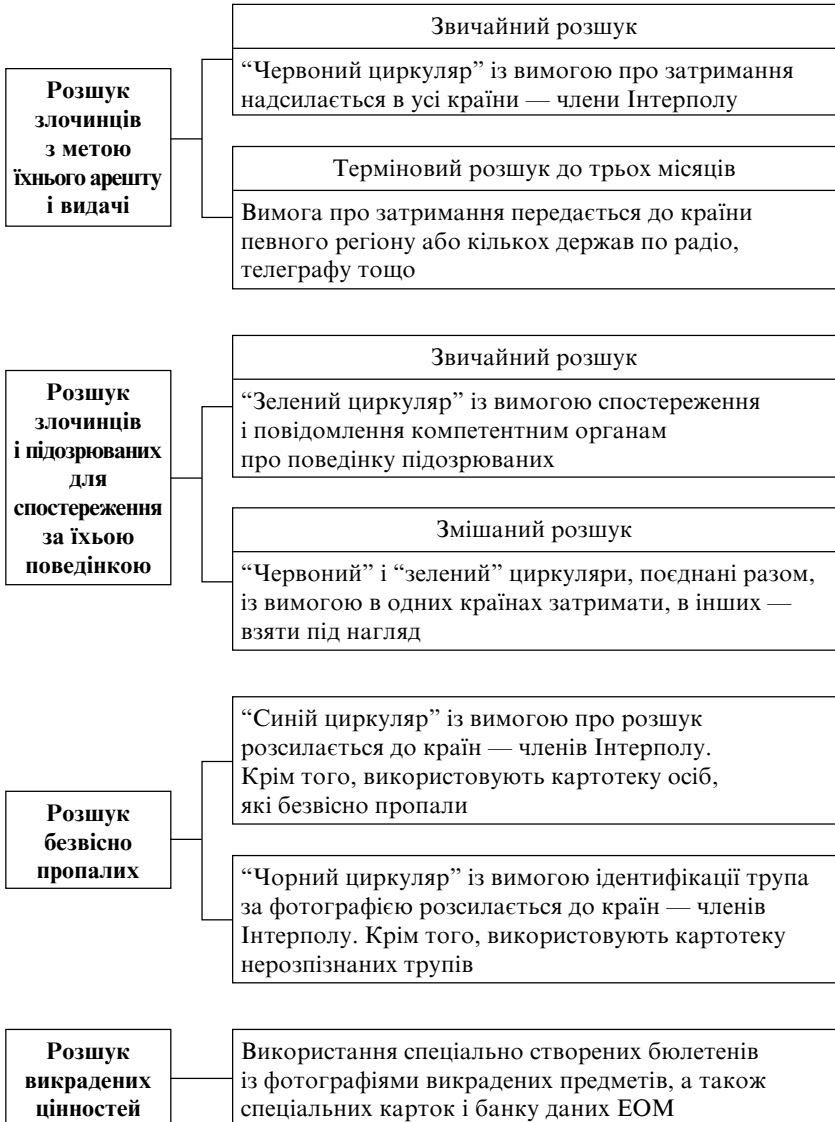 Розшук
злочинців
з метою
їхнього арешту
і видачі
Звичайний розшук
“Червоний циркуляр” із вимогою про затримання
надсилається в усі країни — члени Інтерполу
Терміновий розшук до трьох місяців
Вимога про затримання передається до країни
певного регіону або кількох держав по радіо,
телеграфу тощо
Розшук
злочинців
і підозрюваних
для
спостереження
за їхьою
поведінкою
Звичайний розшук
“Зелений циркуляр” із вимогою спостереження
і повідомлення компетентним органам
про поведінку підозрюваних
Змішаний розшук
“Червоний” і “зелений” циркуляри, поєднані разом,
із вимогою в одних країнах затримати, в інших —
взяти під нагляд
Розшук
безвісно
пропалих
“Синій циркуляр” із вимогою про розшук
розсилається до країн — членів Інтерполу.
Крім того, використовують картотеку осіб,
які безвісно пропали
“Чорний циркуляр” із вимогою ідентифікації трупа
за фотографією розсилається до країн — членів
Інтерполу. Крім того, використовують картотеку
нерозпізнаних трупів
Розшук
викрадених
цінностей
Використання спеціально створених бюлетенів
із фотографіями викрадених предметів, а також
спеціальних карток і банку даних ЕОМ